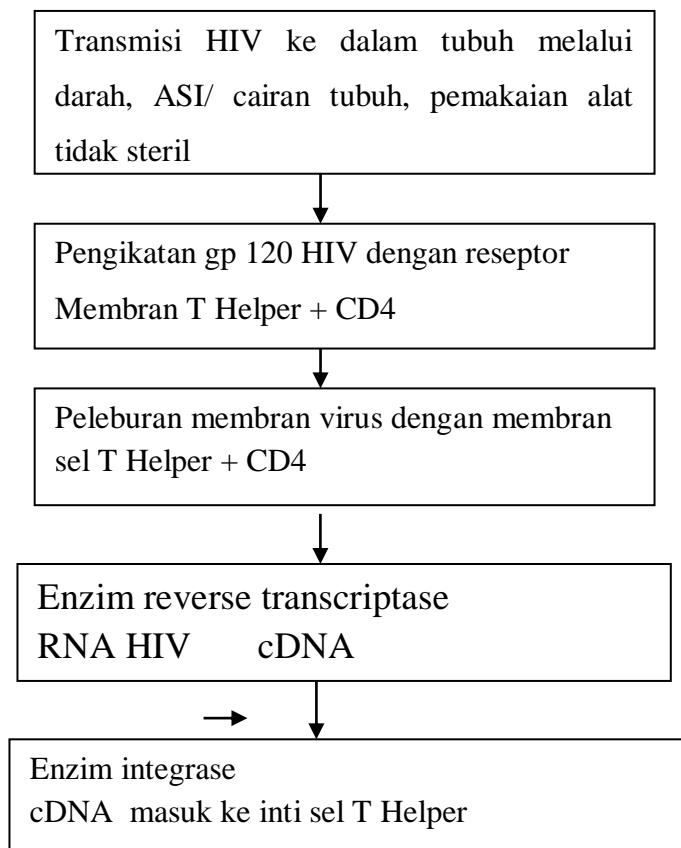 Transmisi HIV ke dalam tubuh melalui
darah, ASI/ cairan tubuh, pemakaian alat
tidak steril
Pengikatan gp 120 HIV dengan reseptor
Membran T Helper + CD4
Peleburan membran virus dengan membran
sel T Helper + CD4
Enzim reverse transcriptase
RNA HIV cDNA
Enzim integrase
cDNA masuk ke inti sel T Helper